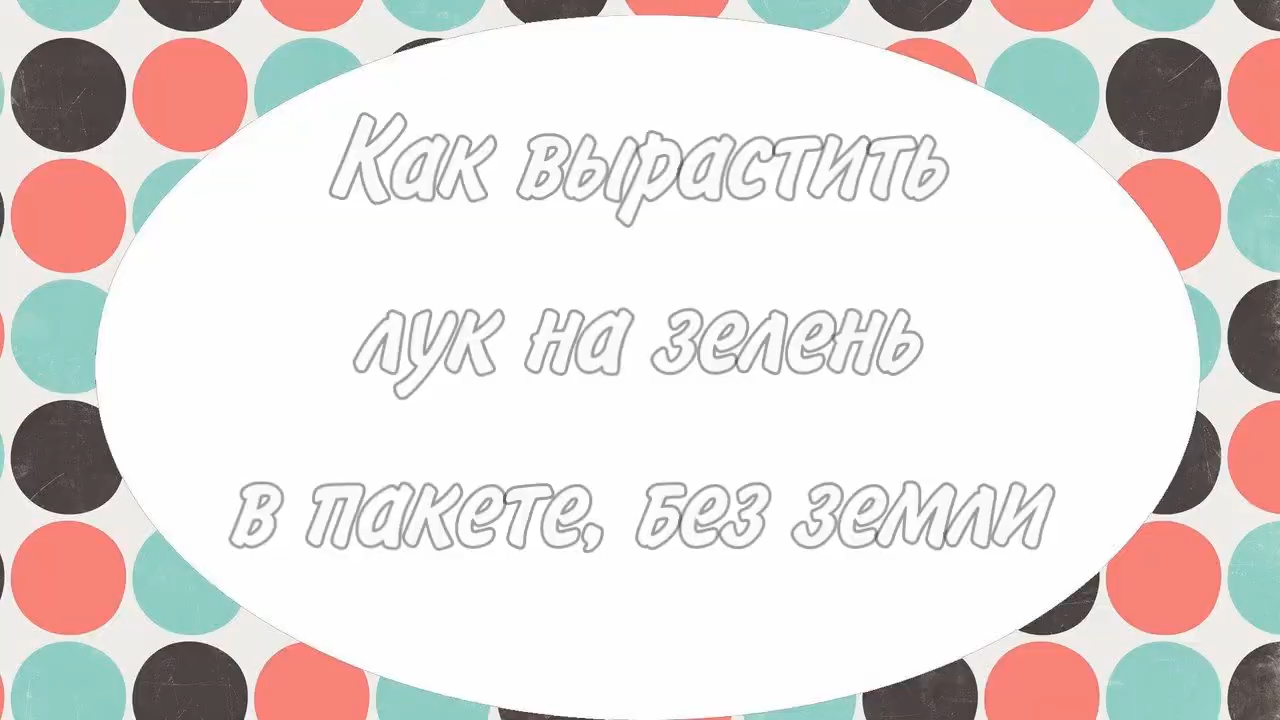 Как вырастить
лук на зелень
в пакете, без земли